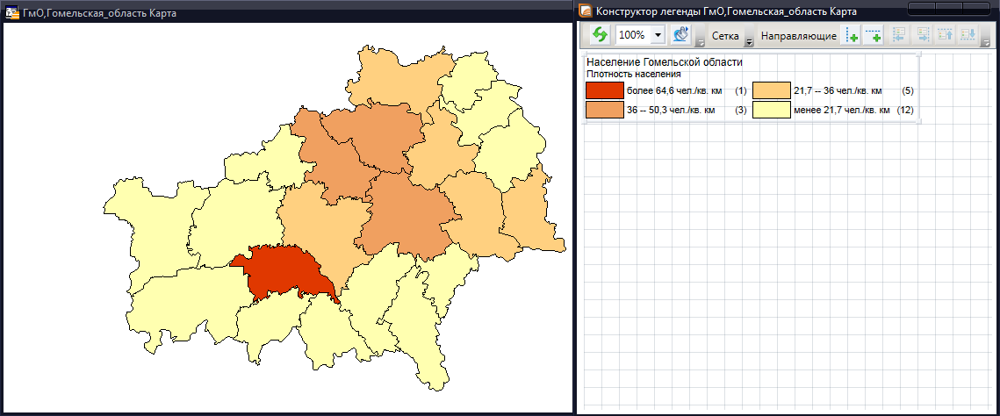 ГмО,Гомельская_область Карта
Конструктор легенды ГмО,Гомельская_область Карта
100% Сетка Направляющие
Население Гомельской области
Плотность населения
более 64,6 чел./кв. км (1) 21,7 -- 36 чел./кв. км (5)
36 -- 50,3 чел./кв. км (3) менее 21,7 чел./кв. км (12)